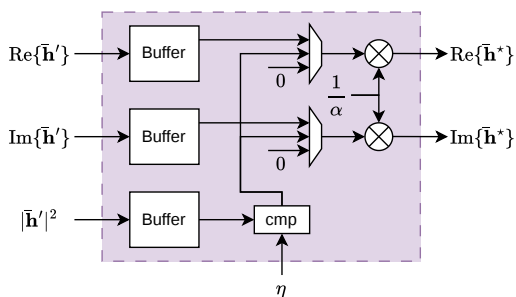 Re{h̄′} Buffer 0 Re{h̄⋆}
1/α
Im{h̄′} Buffer 0 Im{h̄⋆}
|h̄′|² Buffer cmp
η